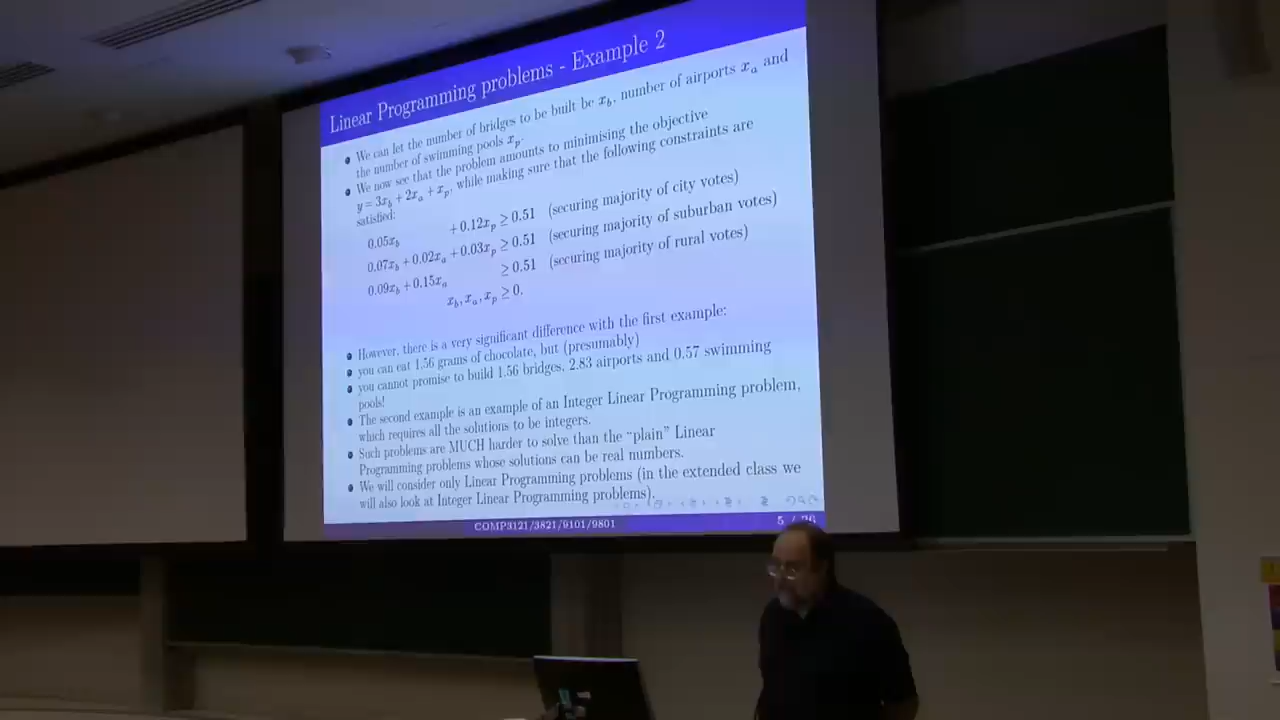 Linear Programming problems - Example 2
We can let the number of bridges to be built be x_b, number of airports x_a and
the number of swimming pools x_p.
We now see that the problem amounts to minimising the objective
y = 3x_b + 2x_a + x_p, while making sure that the following constraints are
satisfied:
0.05x_b + 0.12x_p ≥ 0.51 (securing majority of city votes)
0.07x_b + 0.02x_a + 0.03x_p ≥ 0.51 (securing majority of suburban votes)
0.09x_b + 0.15x_a ≥ 0.51 (securing majority of rural votes)
x_b, x_a, x_p ≥ 0.
However, there is a very significant difference with the first example:
you can eat 1.56 grams of chocolate, but (presumably)
you cannot promise to build 1.56 bridges, 2.83 airports and 0.57 swimming
pools!
The second example is an example of an Integer Linear Programming problem,
which requires all the solutions to be integers.
Such problems are MUCH harder to solve than the “plain” Linear
Programming problems whose solutions can be real numbers.
We will consider only Linear Programming problems (in the extended class we
will also look at Integer Linear Programming problems).
COMP3121/3821/9101/9801
5 / 26